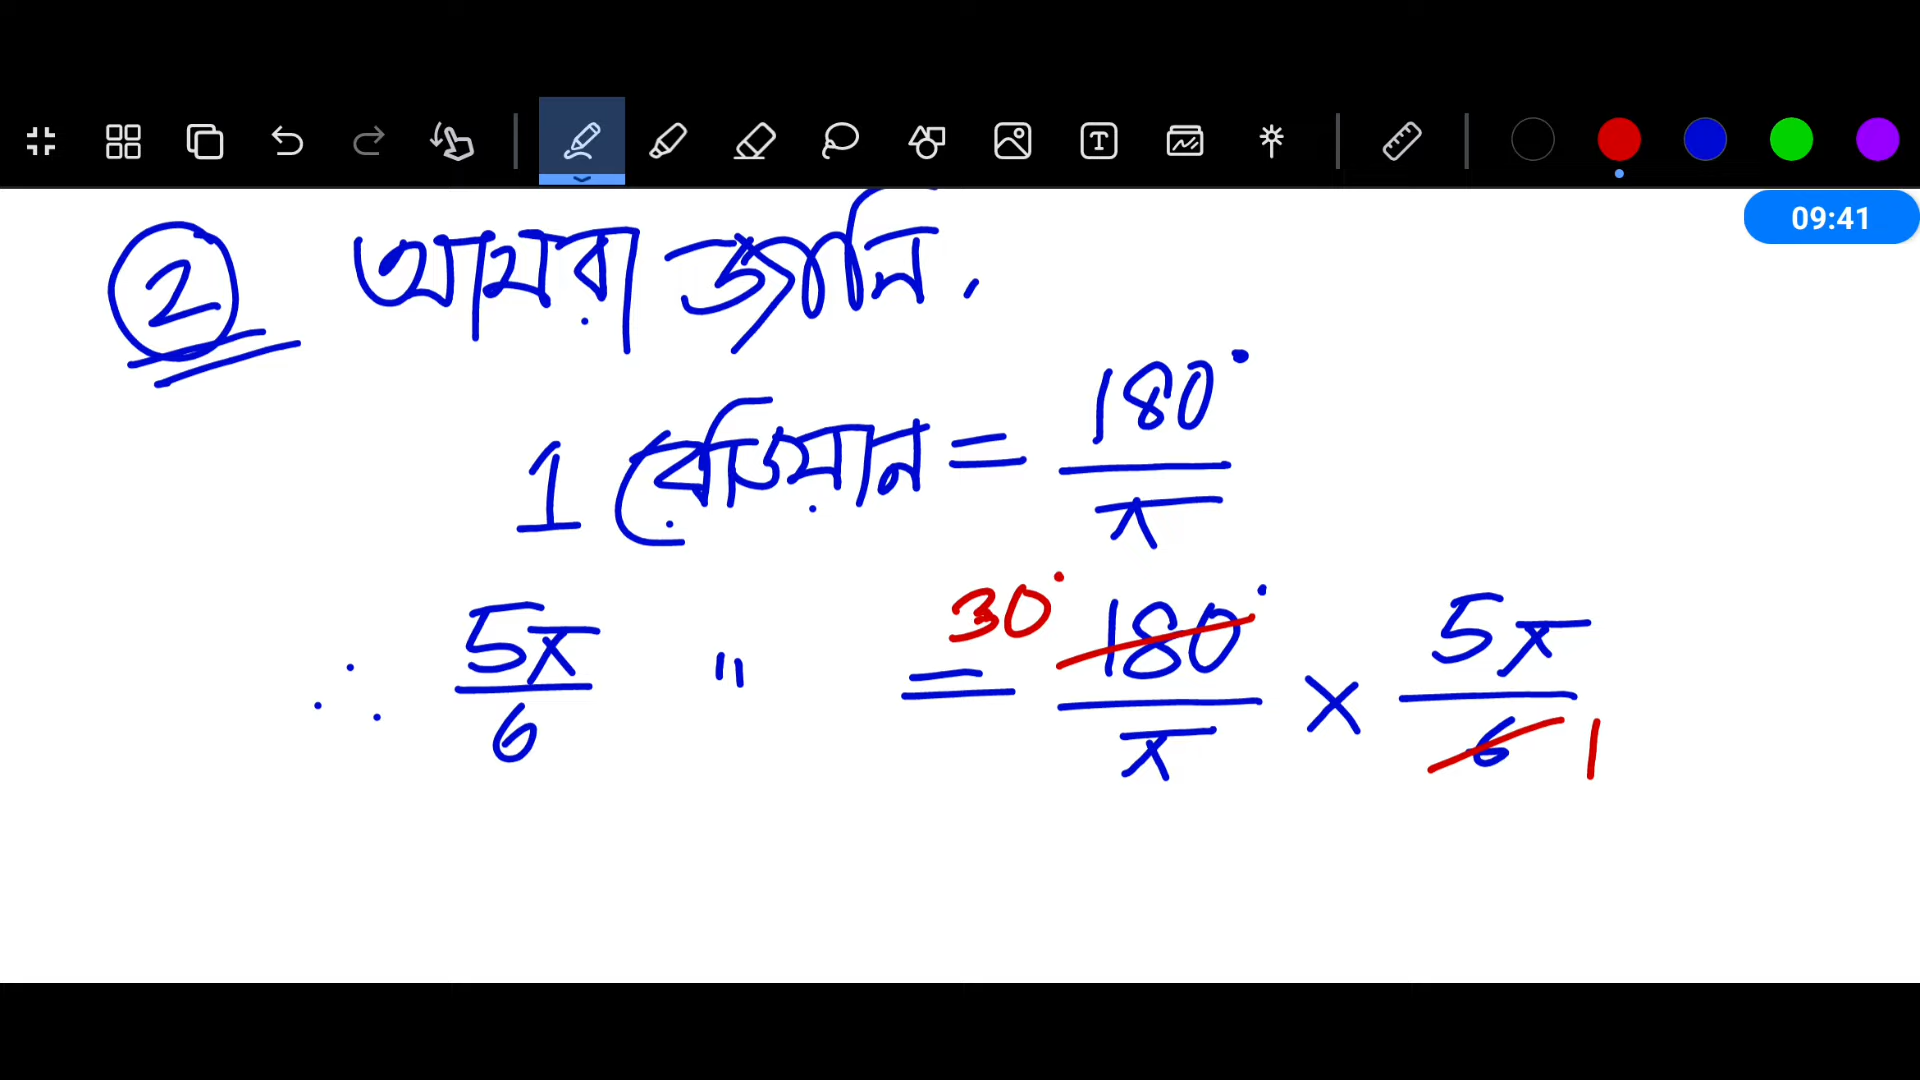 09:41
② আমরা জানি,
1 রেডিয়ান = 180° / π
∴ 5π / 6 " = 180° / π × 5π / 6
30° 1